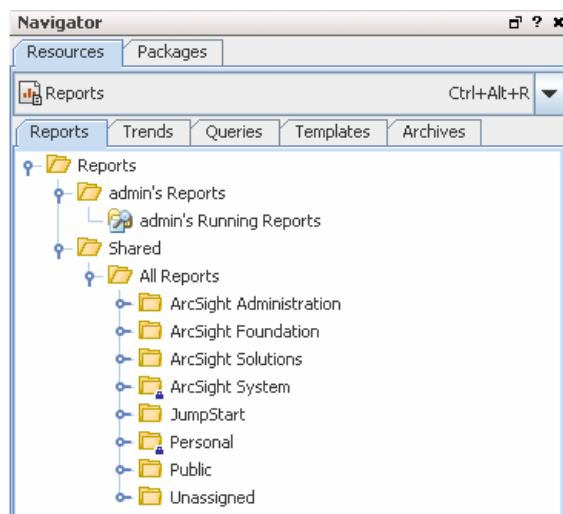 Navigator ?
Resources Packages
Reports Ctrl+Alt+R
Reports Trends Queries Templates Archives
Reports
admin's Reports
admin's Running Reports
Shared
All Reports
ArcSight Administration
ArcSight Foundation
ArcSight Solutions
ArcSight System
JumpStart
Personal
Public
Unassigned